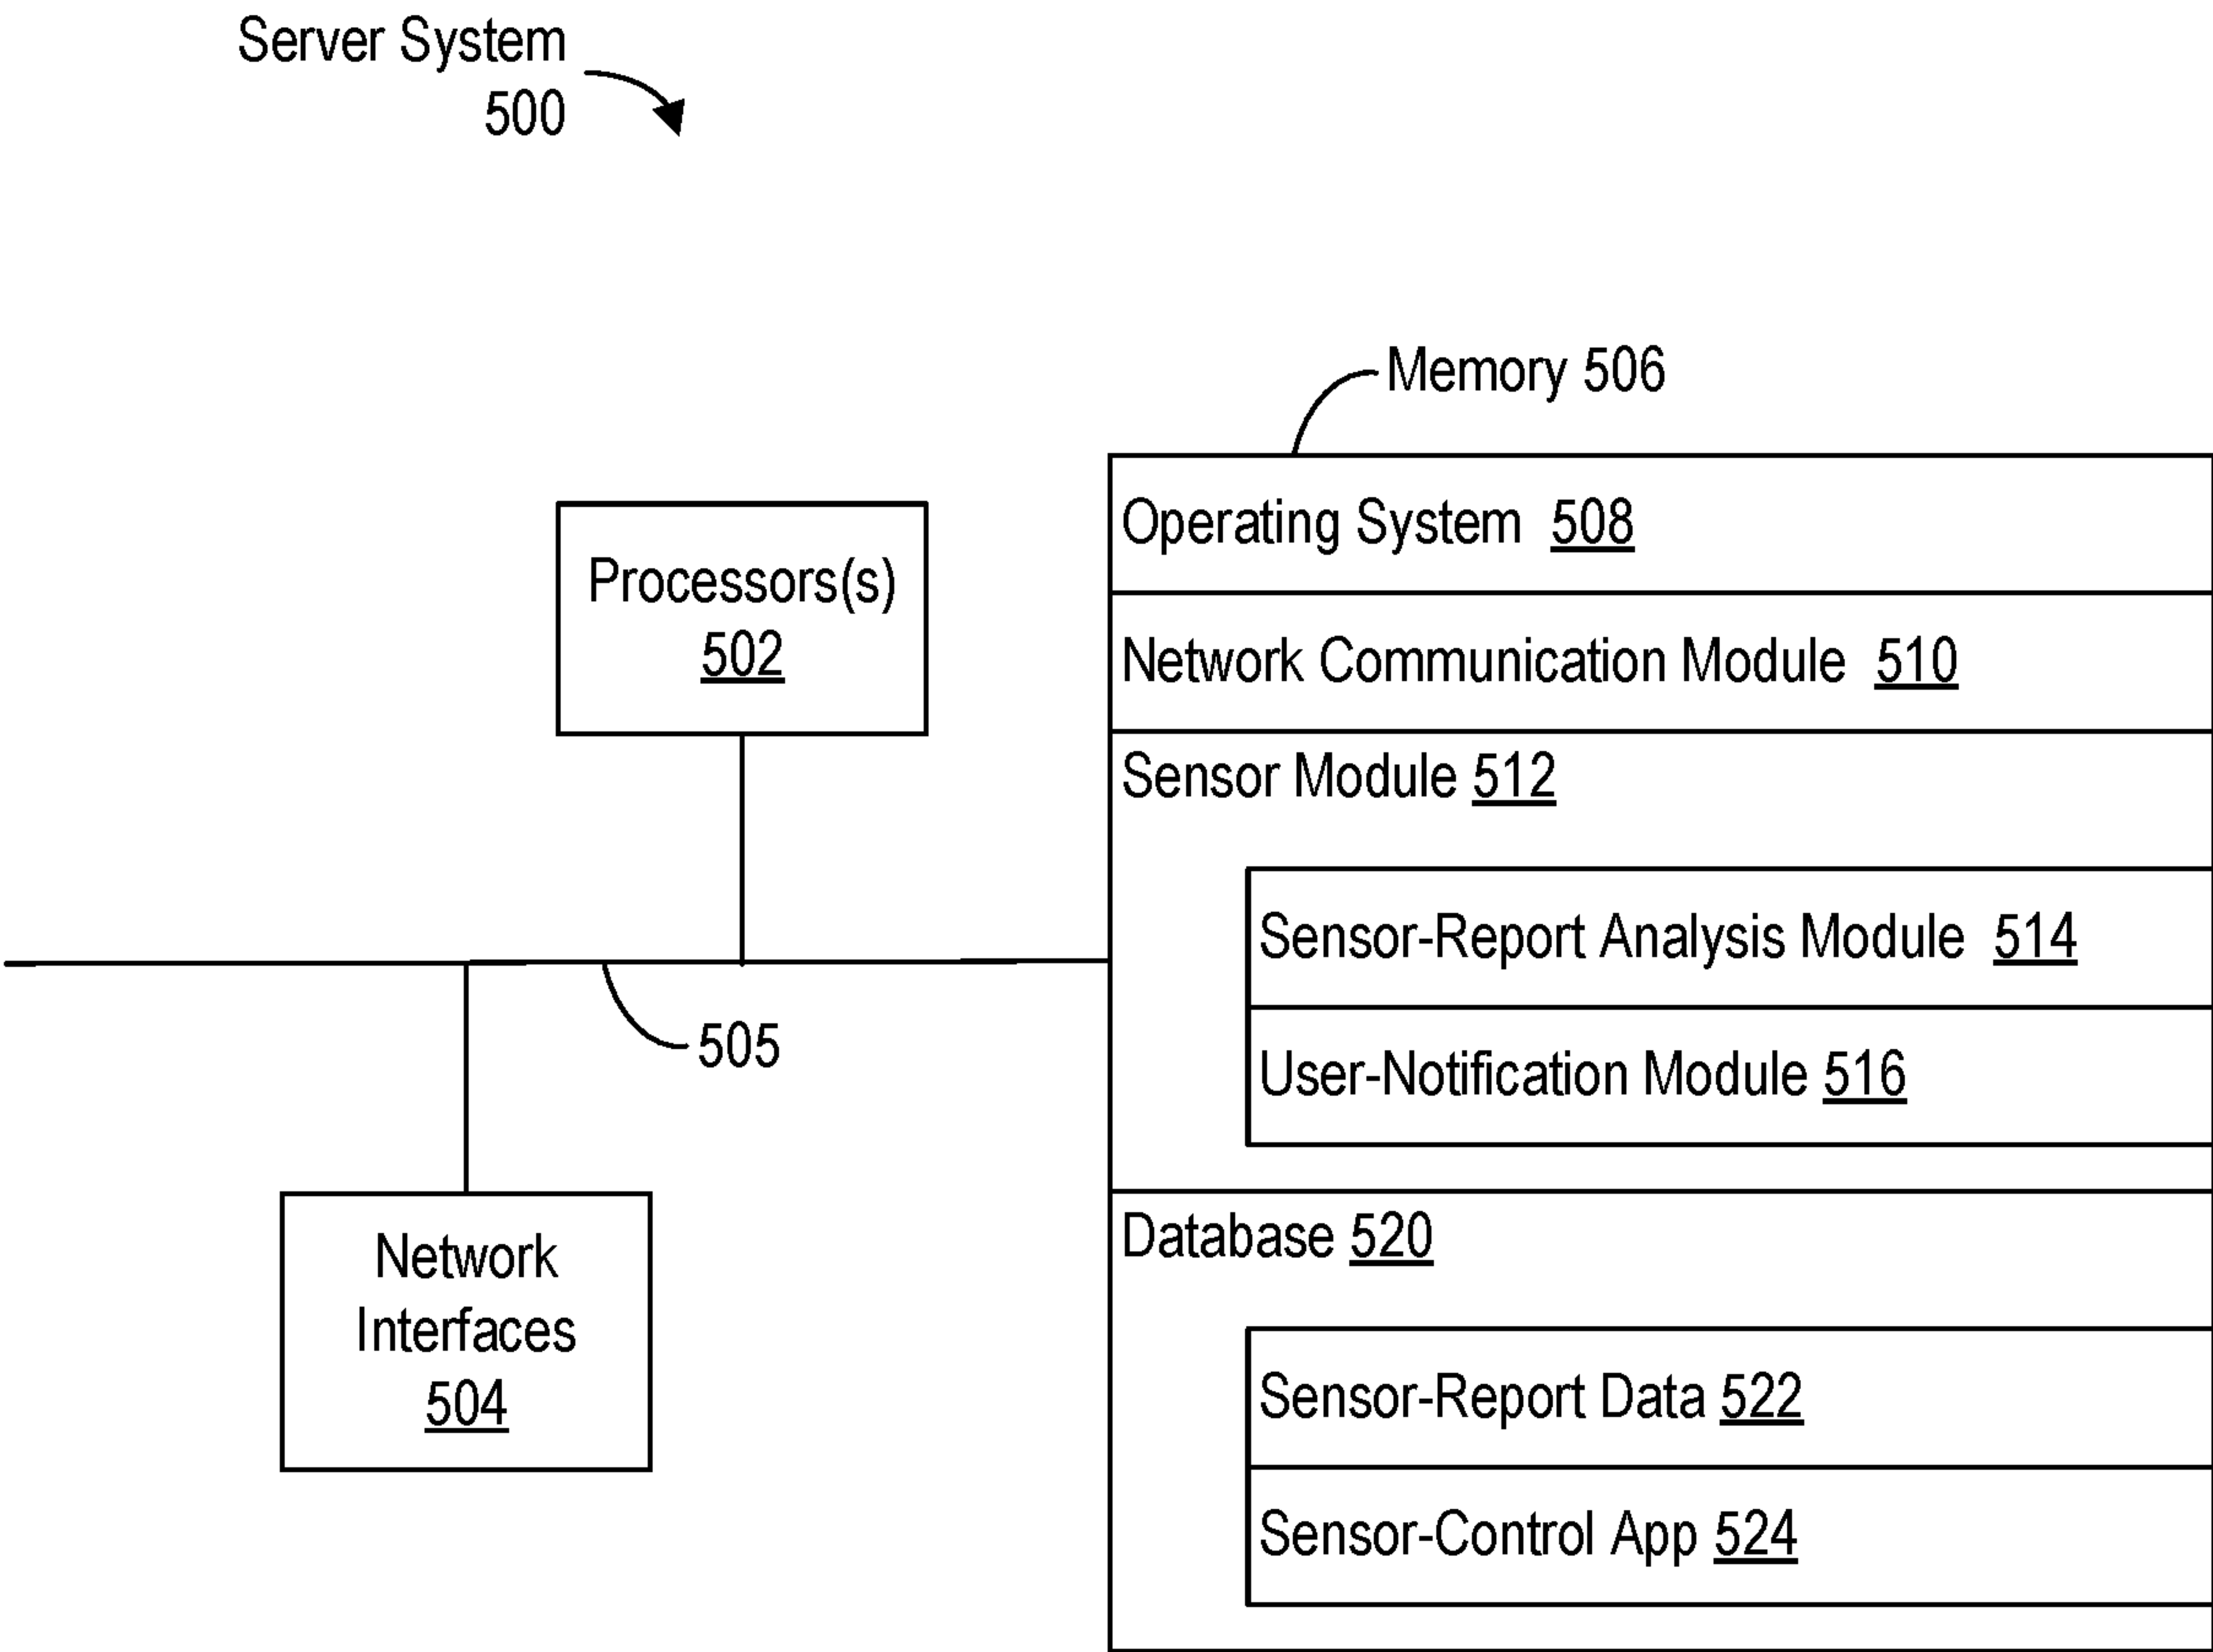 Server System
500
Memory 506
Processors(s)
502
Operating System 508
Network Communication Module 510
Sensor Module 512
Sensor-Report Analysis Module 514
User-Notification Module 516
505
Network
Interfaces
504
Database 520
Sensor-Report Data 522
Sensor-Control App 524